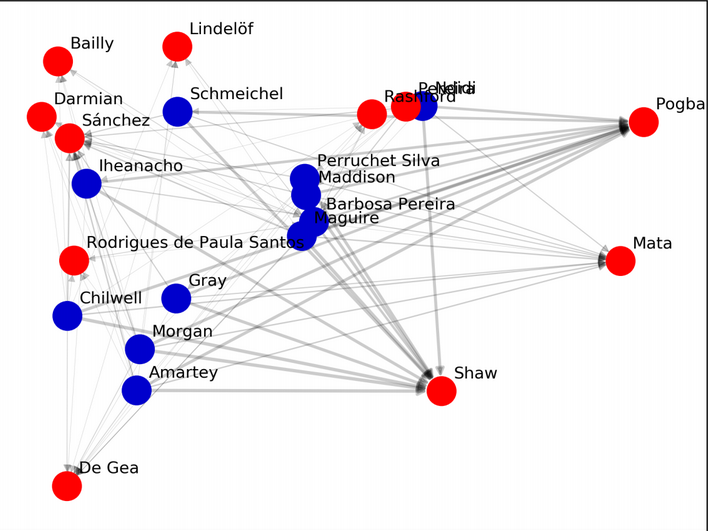 Lindelöf
Bailly
Pereira
Ndidi
Schmeichel
Rashford
Darmian
Pogba
Sánchez
Iheanacho
Perruchet Silva
Maddison
Barbosa Pereira
Maguire
Rodrigues de Paula Santos
Mata
Gray
Chilwell
Morgan
Amartey
Shaw
De Gea